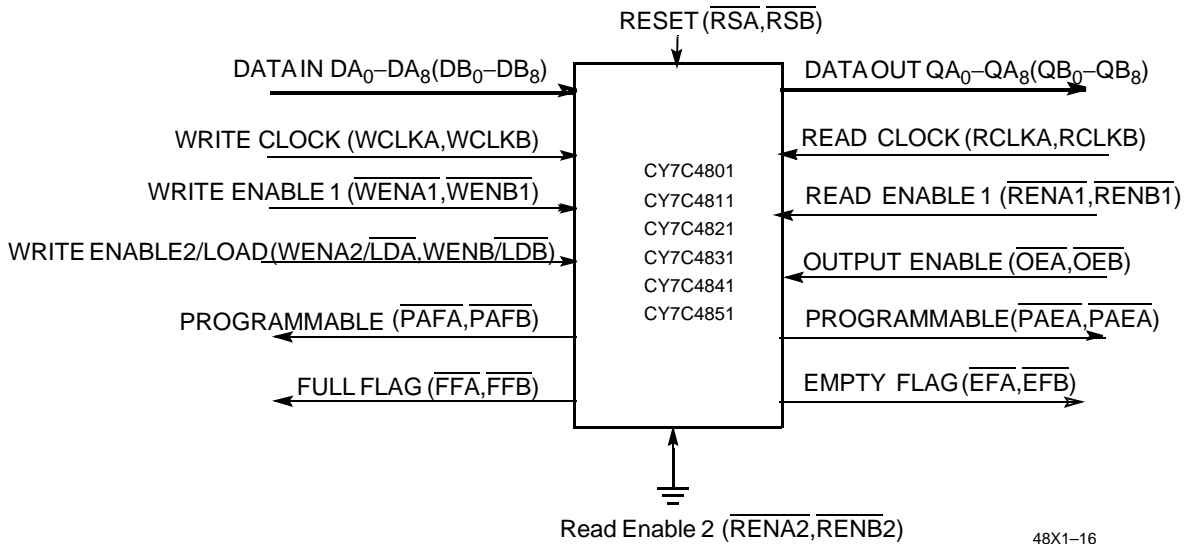 RESET (RSA,RSB)
DATA IN DA0–DA8(DB0–DB8)
DATA OUT QA0–QA8(QB0–QB8)
WRITE CLOCK (WCLKA,WCLKB)
READ CLOCK (RCLKA,RCLKB)
WRITE ENABLE 1 (WENA1,WENB1)
READ ENABLE 1 (RENA1,RENB1)
WRITE ENABLE2/LOAD(WENA2/LDA,WENB/LDB)
OUTPUT ENABLE (OEA,OEB)
PROGRAMMABLE (PAFA,PAFB)
PROGRAMMABLE(PAEA,PAEA)
FULL FLAG (FFA,FFB)
EMPTY FLAG (EFA,EFB)
CY7C4801
CY7C4811
CY7C4821
CY7C4831
CY7C4841
CY7C4851
Read Enable 2 (RENA2,RENB2)
48X1–16